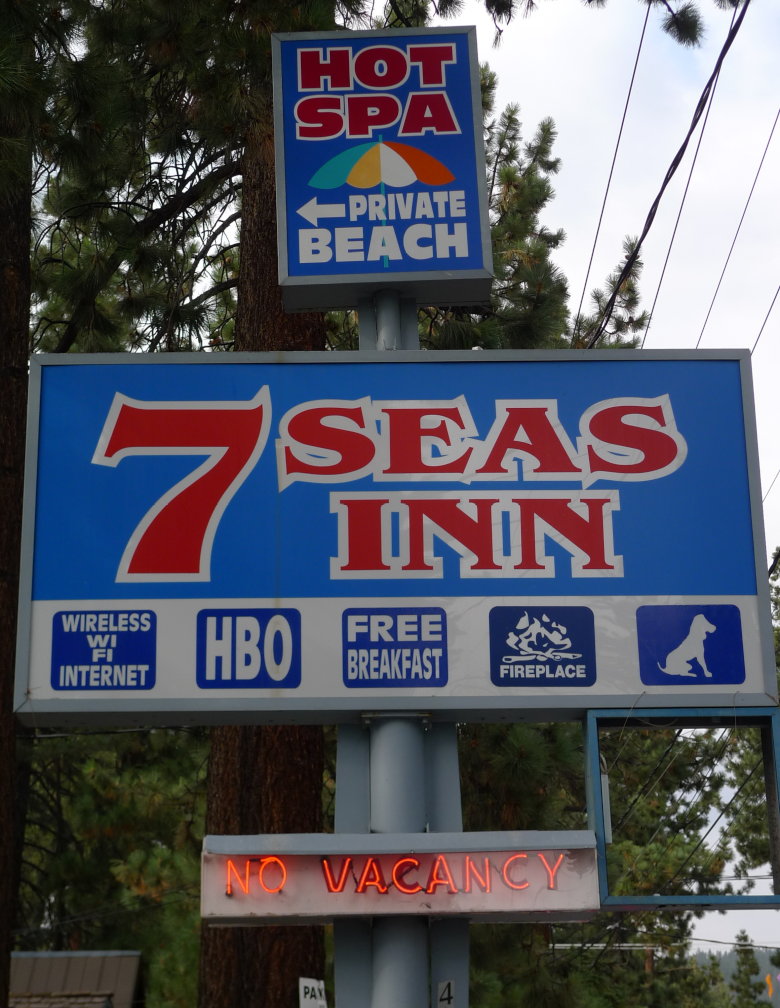 HOT
SPA
PRIVATE
BEACH
7 SEAS
INN
WIRELESS
WI
FI
INTERNET
HBO
FREE
BREAKFAST
FIREPLACE
NO VACANCY
4